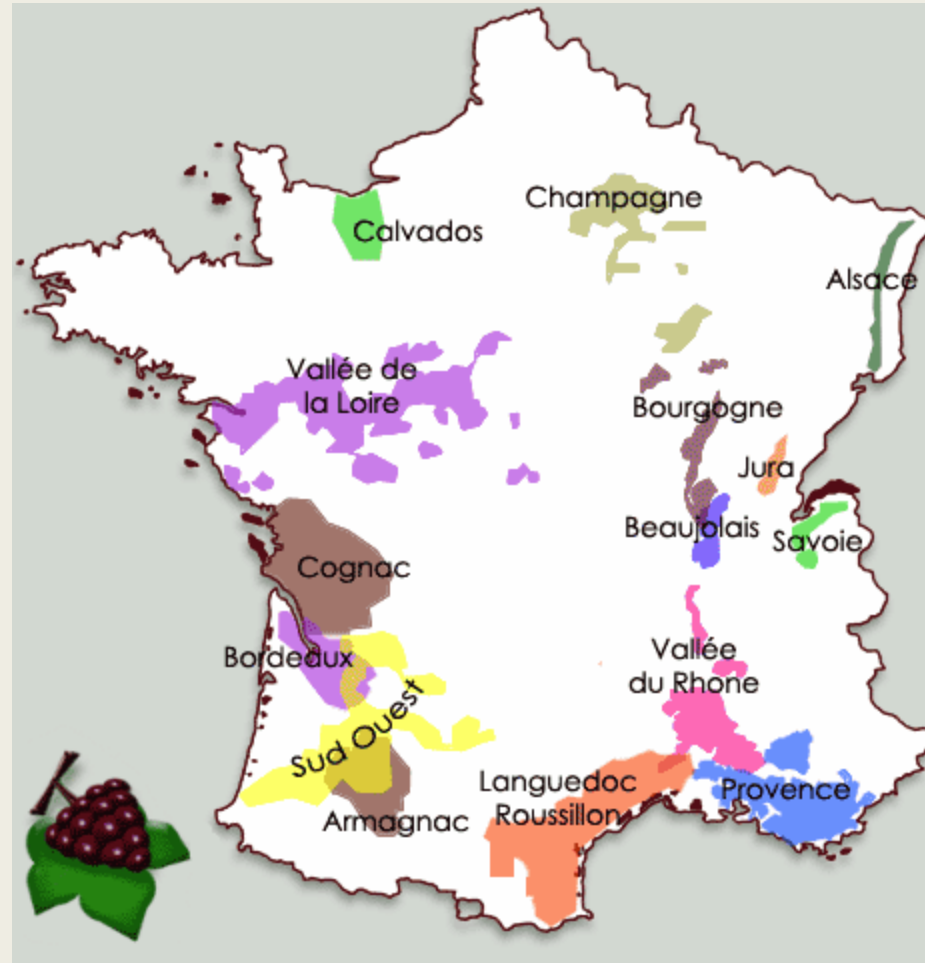 Champagne
Calvados
Alsace
Vallée de
la Loire
Bourgogne
Jura
Beaujolais
Savoie
Cognac
Bordeaux
Vallée
du Rhone
Sud Ouest
Languedoc
Roussillon
Provence
Armagnac